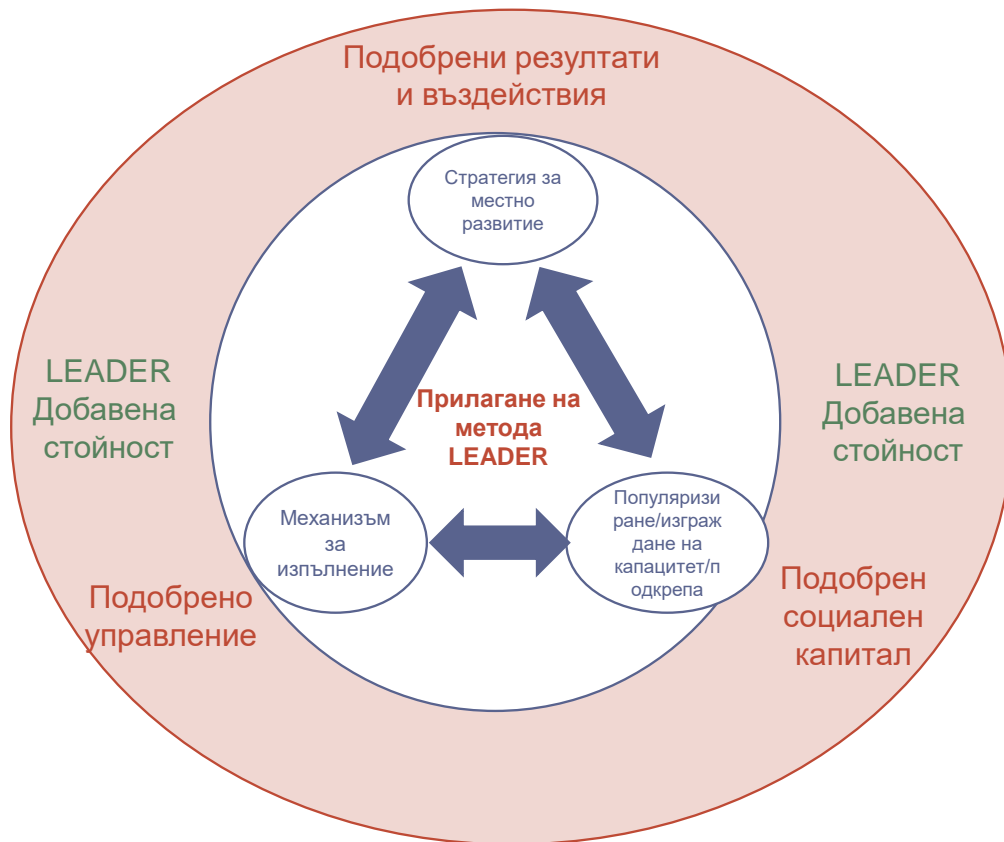 Подобрени резултати
и въздействия
Стратегия за
местно
развитие
LEADER
Добавена
стойност
LEADER
Добавена
стойност
Прилагане на
метода
LEADER
Механизъм
за
изпълнение
Популяризи
ране/изграж
дане на
капацитет/п
одкрепа
Подобрено
управление
Подобрен
социален
капитал